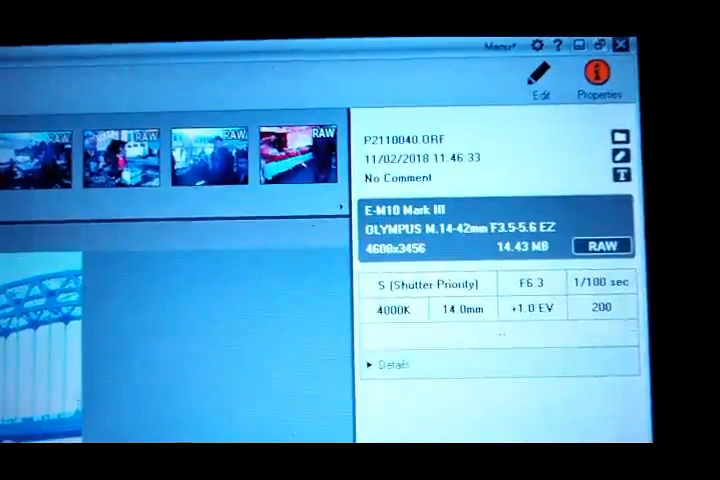 Menu
?
Edit
Properties
RAW
RAW
RAW
RAW
P2110040.ORF
11/02/2018 11.46.33
No Comment
T
E-M10 Mark III
OLYMPUS M.14-42mm F3.5-5.6 EZ
4608x3456 14.43 MB RAW
S (Shutter Priority) F6.3 1/100 sec
4000K 14.0mm +1.0 EV 200
...
Details